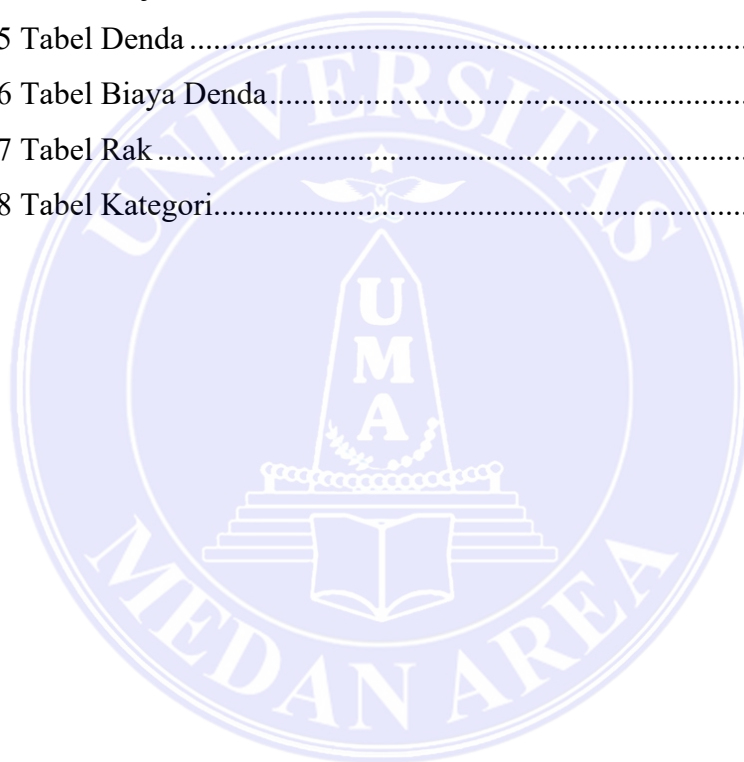 5 Tabel Denda ..........................................................................
6 Tabel Biaya Denda..............................................................
7 Tabel Rak ..............................................................................
8 Tabel Kategori.......................................................................
UNIVERSITAS
U
M
A
MEDAN AREA